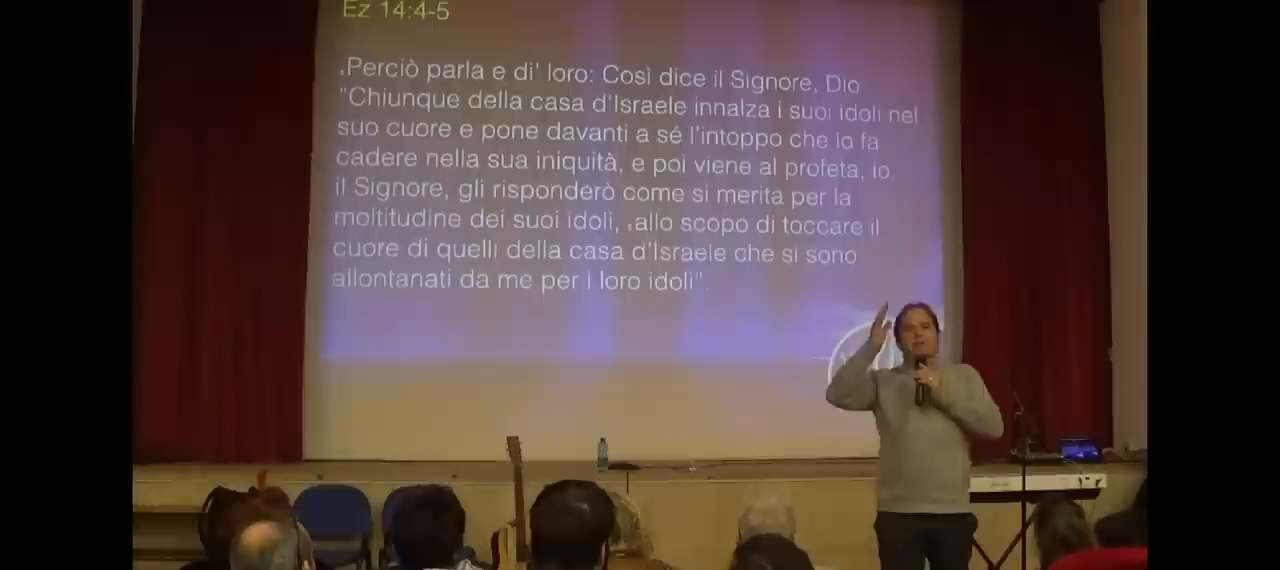 Ez 14:4-5
.Perciò parla e di' loro: Così dice il Signore, Dio
"Chiunque della casa d'Israele innalza i suoi idoli nel
suo cuore e pone davanti a sé l'intoppo che lo fa
cadere nella sua iniquità, e poi viene al profeta, io,
il Signore, gli risponderò come si merita per la
moltitudine dei suoi idoli, .allo scopo di toccare il
cuore di quelli della casa d'Israele che si sono
allontanati da me per i loro idoli".